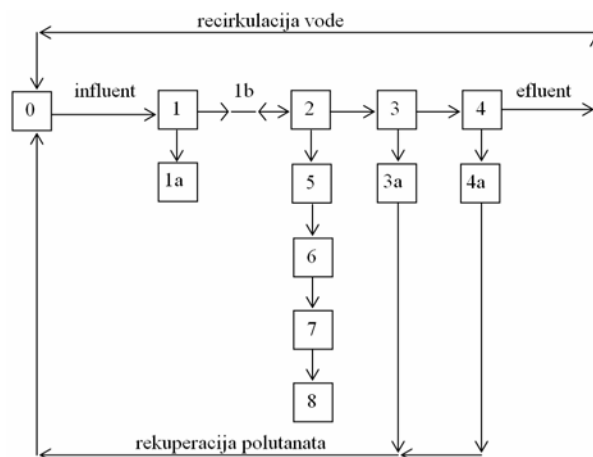 recirkulacija vode
0 influent 1 1b 2 3 4 efluent
1a 5 3a 4a
6
7
8
rekuperacija polutanata